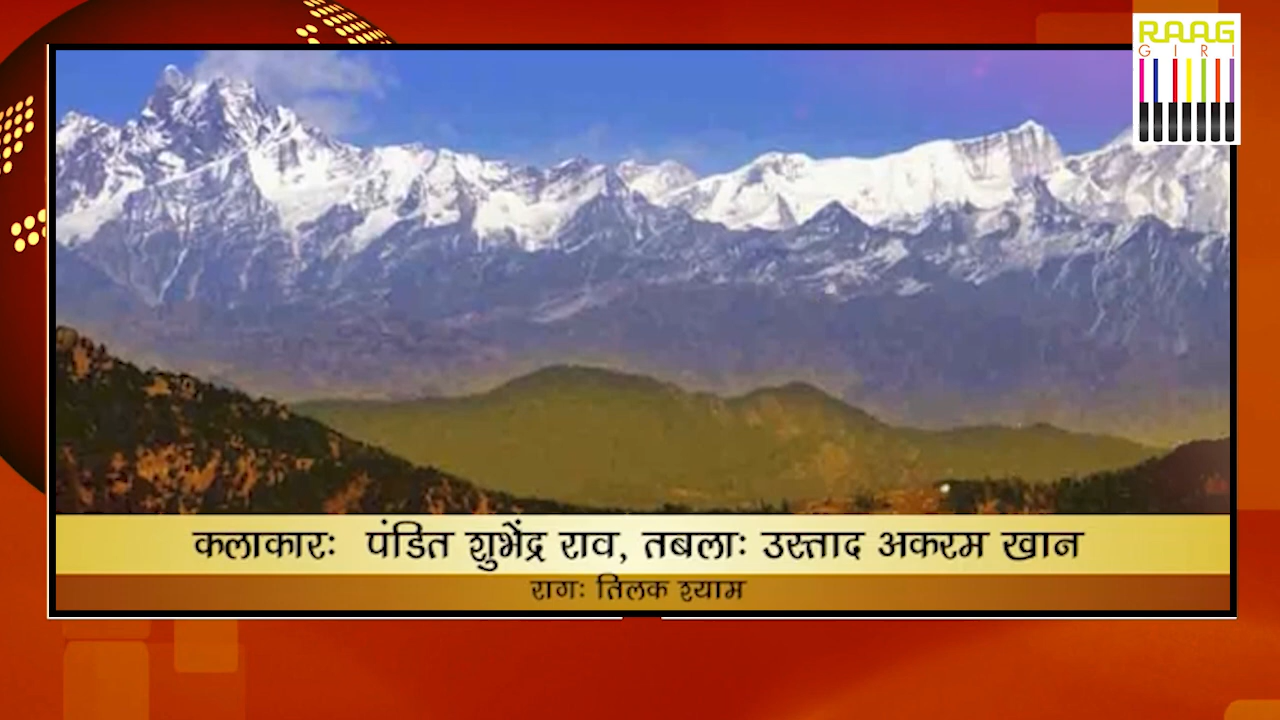 RAAG
GIRI
कलाकारः पंडित शुभेंद्र राव, तबलाः उस्ताद अकरम खान
रागः तिलक श्याम